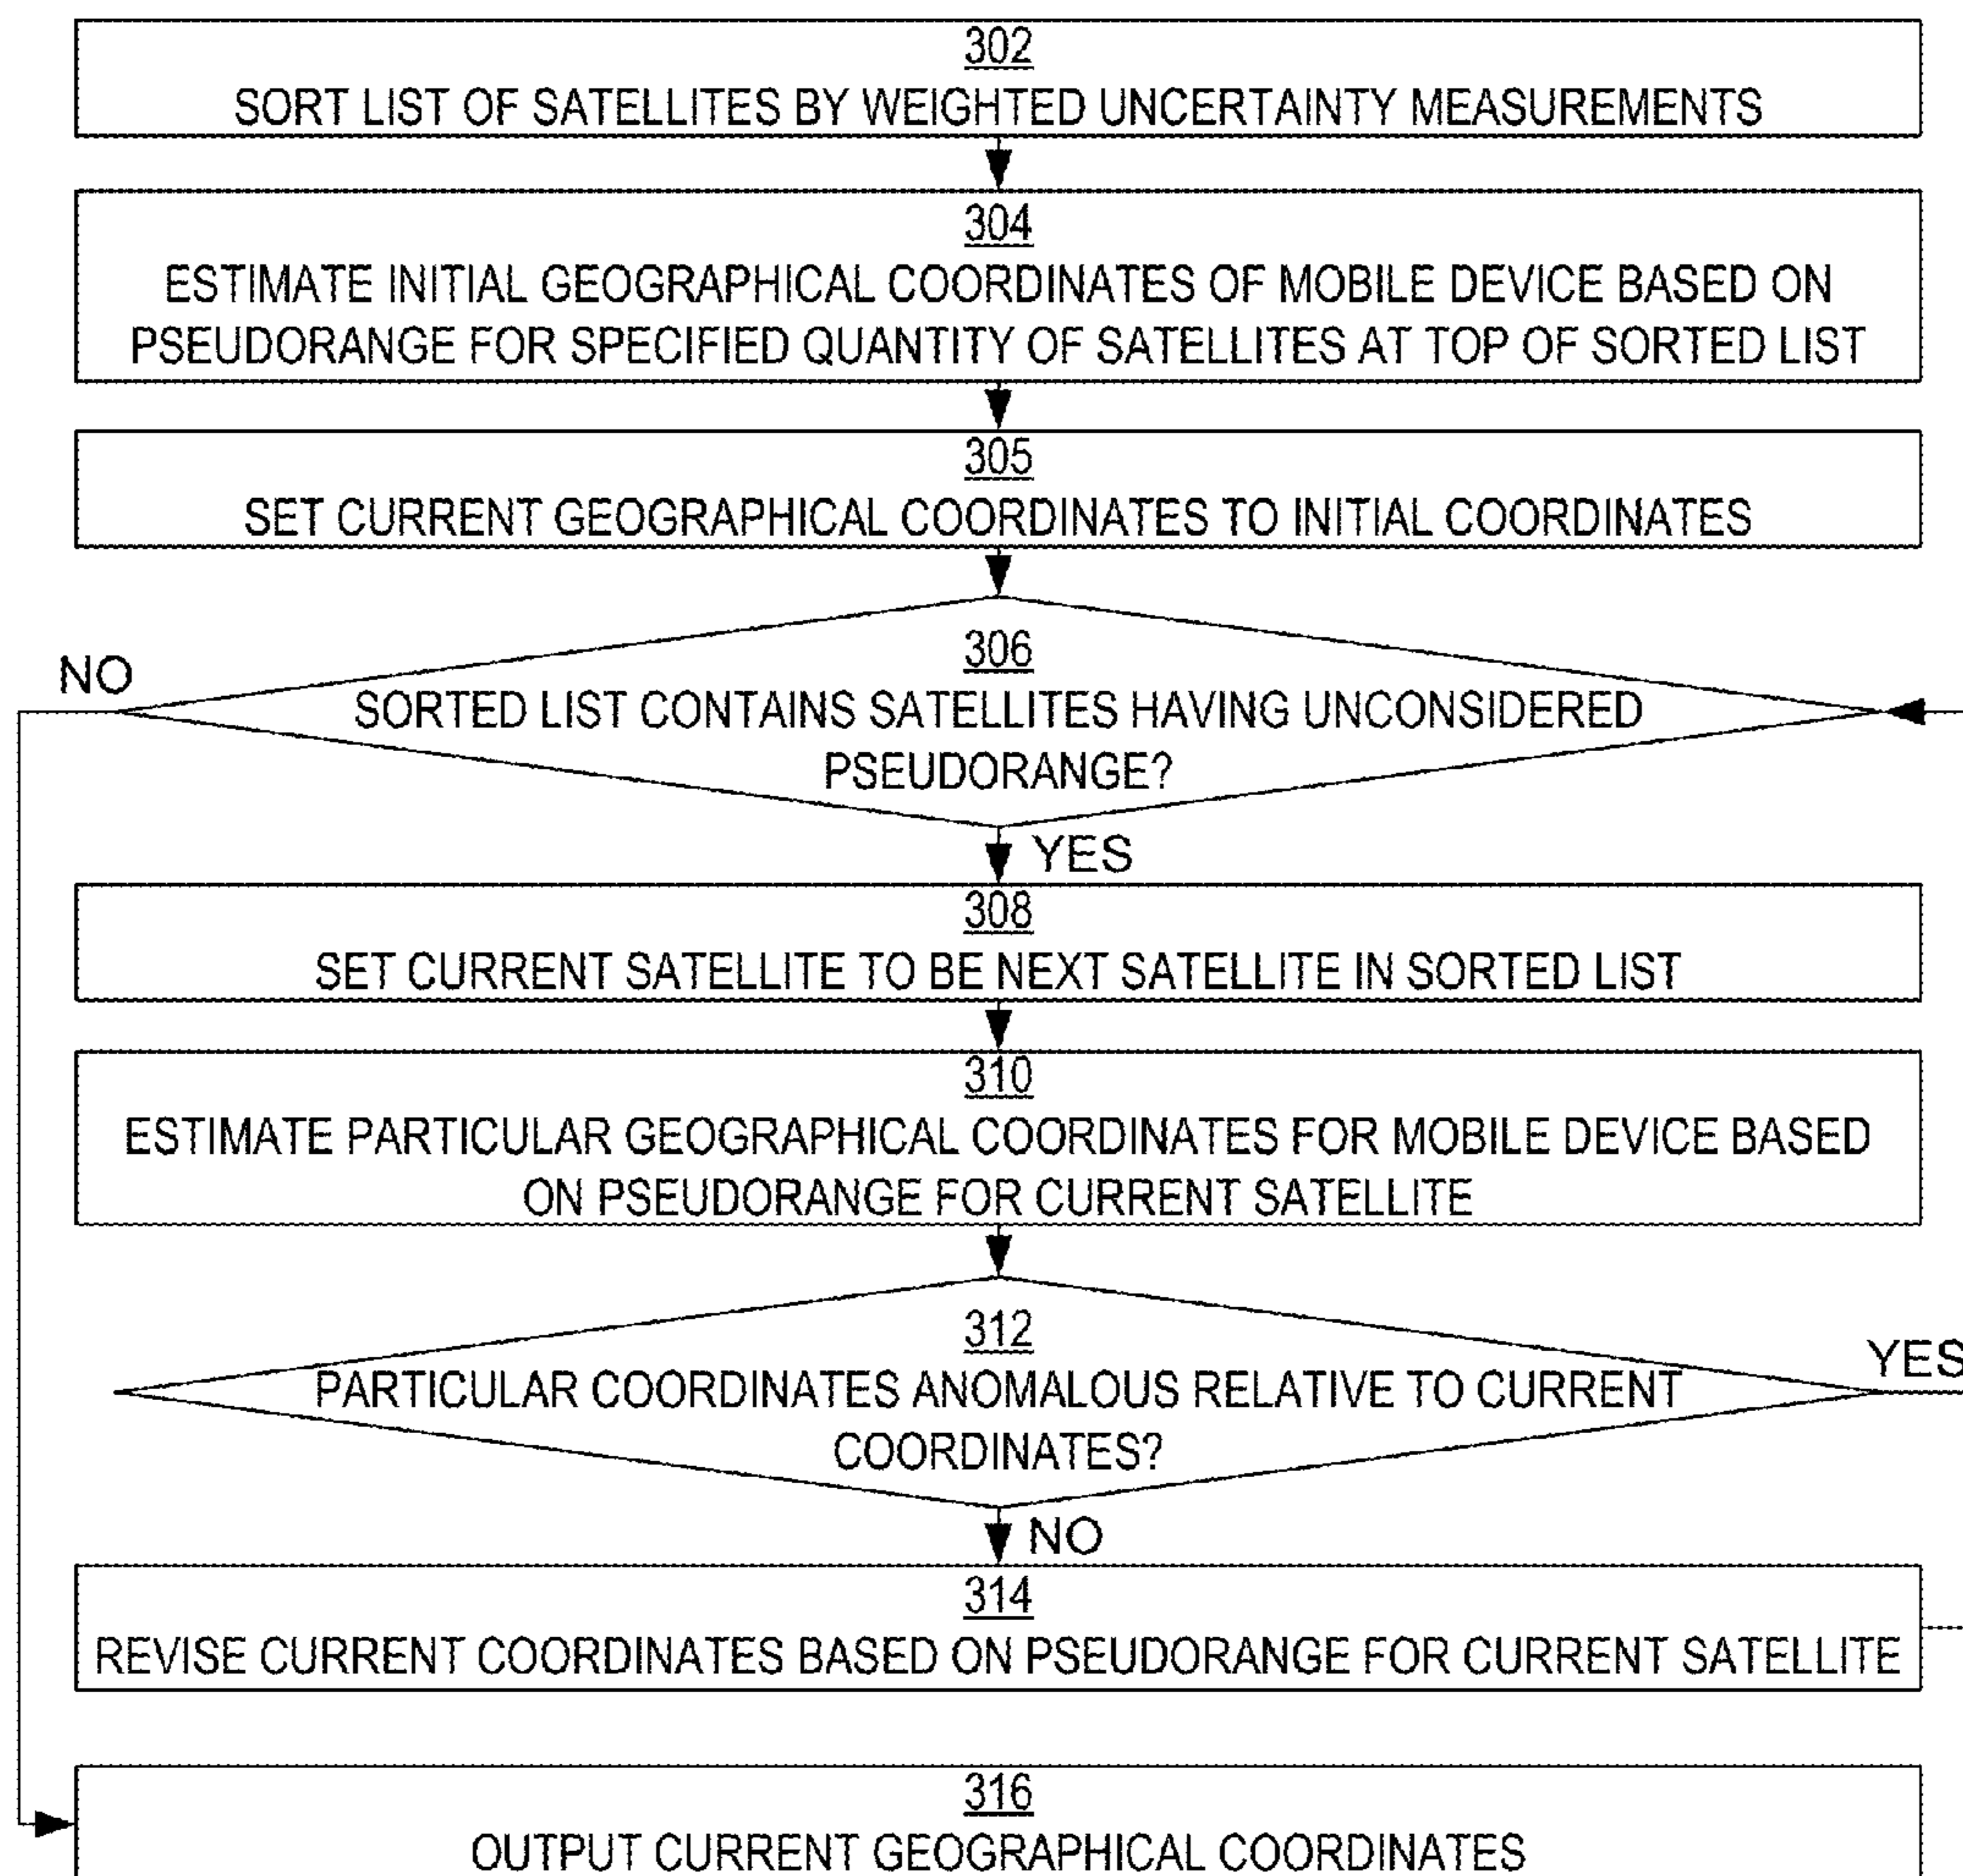 302
SORT LIST OF SATELLITES BY WEIGHTED UNCERTAINTY MEASUREMENTS
304
ESTIMATE INITIAL GEOGRAPHICAL COORDINATES OF MOBILE DEVICE BASED ON
PSEUDORANGE FOR SPECIFIED QUANTITY OF SATELLITES AT TOP OF SORTED LIST
305
SET CURRENT GEOGRAPHICAL COORDINATES TO INITIAL COORDINATES
306
NO
SORTED LIST CONTAINS SATELLITES HAVING UNCONSIDERED
PSEUDORANGE?
YES
308
SET CURRENT SATELLITE TO BE NEXT SATELLITE IN SORTED LIST
310
ESTIMATE PARTICULAR GEOGRAPHICAL COORDINATES FOR MOBILE DEVICE BASED
ON PSEUDORANGE FOR CURRENT SATELLITE
312
YES
PARTICULAR COORDINATES ANOMALOUS RELATIVE TO CURRENT
COORDINATES?
NO
314
REVISE CURRENT COORDINATES BASED ON PSEUDORANGE FOR CURRENT SATELLITE
316
OUTPUT CURRENT GEOGRAPHICAL COORDINATES